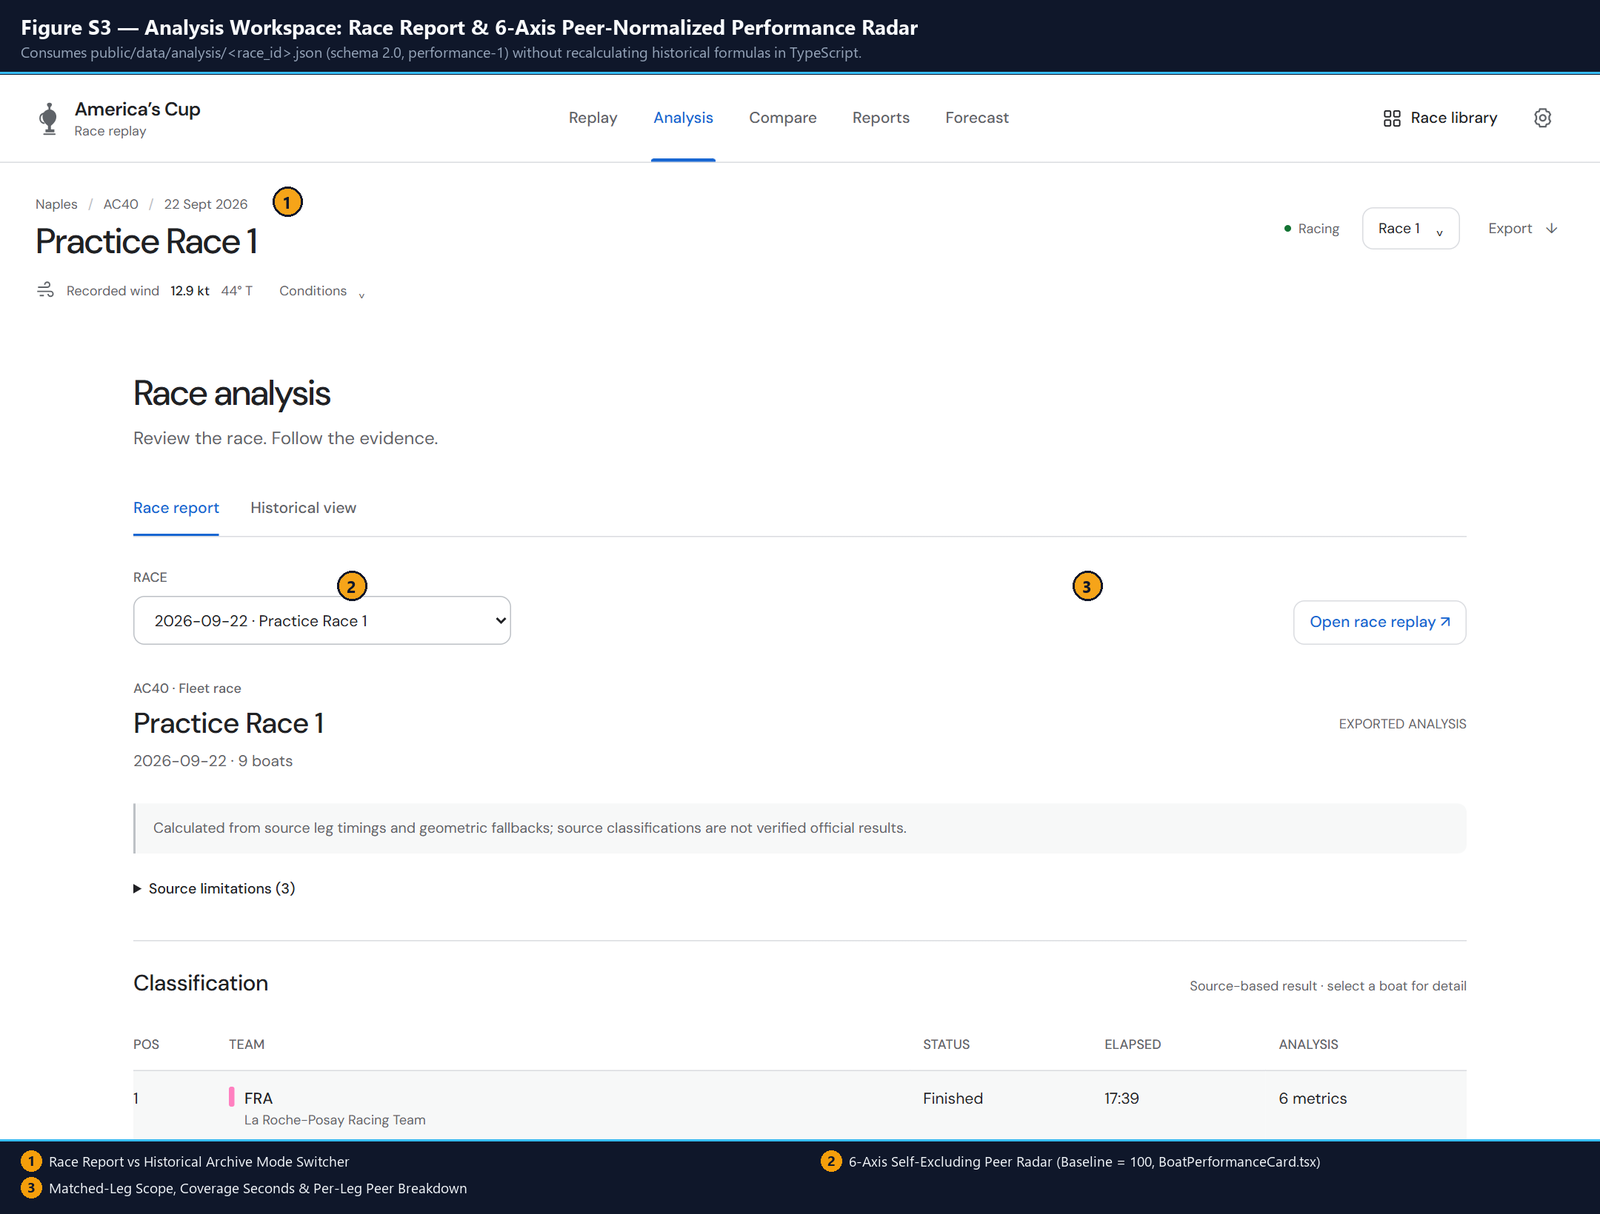 Figure S3 — Analysis Workspace: Race Report & 6-Axis Peer-Normalized Performance Radar
Consumes public/data/analysis/<race_id>.json (schema 2.0, performance-1) without recalculating historical formulas in TypeScript.
America's Cup
Race replay
Replay Analysis Compare Reports Forecast
Race library
Naples / AC40 / 22 Sept 2026 1
Practice Race 1
Racing Race 1 Export
Recorded wind 12.9 kt 44° T Conditions
Race analysis
Review the race. Follow the evidence.
Race report Historical view
RACE 2 3
2026-09-22 · Practice Race 1
Open race replay
AC40 · Fleet race
Practice Race 1
EXPORTED ANALYSIS
2026-09-22 · 9 boats
Calculated from source leg timings and geometric fallbacks; source classifications are not verified official results.
Source limitations (3)
Classification
Source-based result · select a boat for detail
POS TEAM STATUS ELAPSED ANALYSIS
1 FRA Finished 17:39 6 metrics
La Roche-Posay Racing Team
1 Race Report vs Historical Archive Mode Switcher
2 6-Axis Self-Excluding Peer Radar (Baseline = 100, BoatPerformanceCard.tsx)
3 Matched-Leg Scope, Coverage Seconds & Per-Leg Peer Breakdown